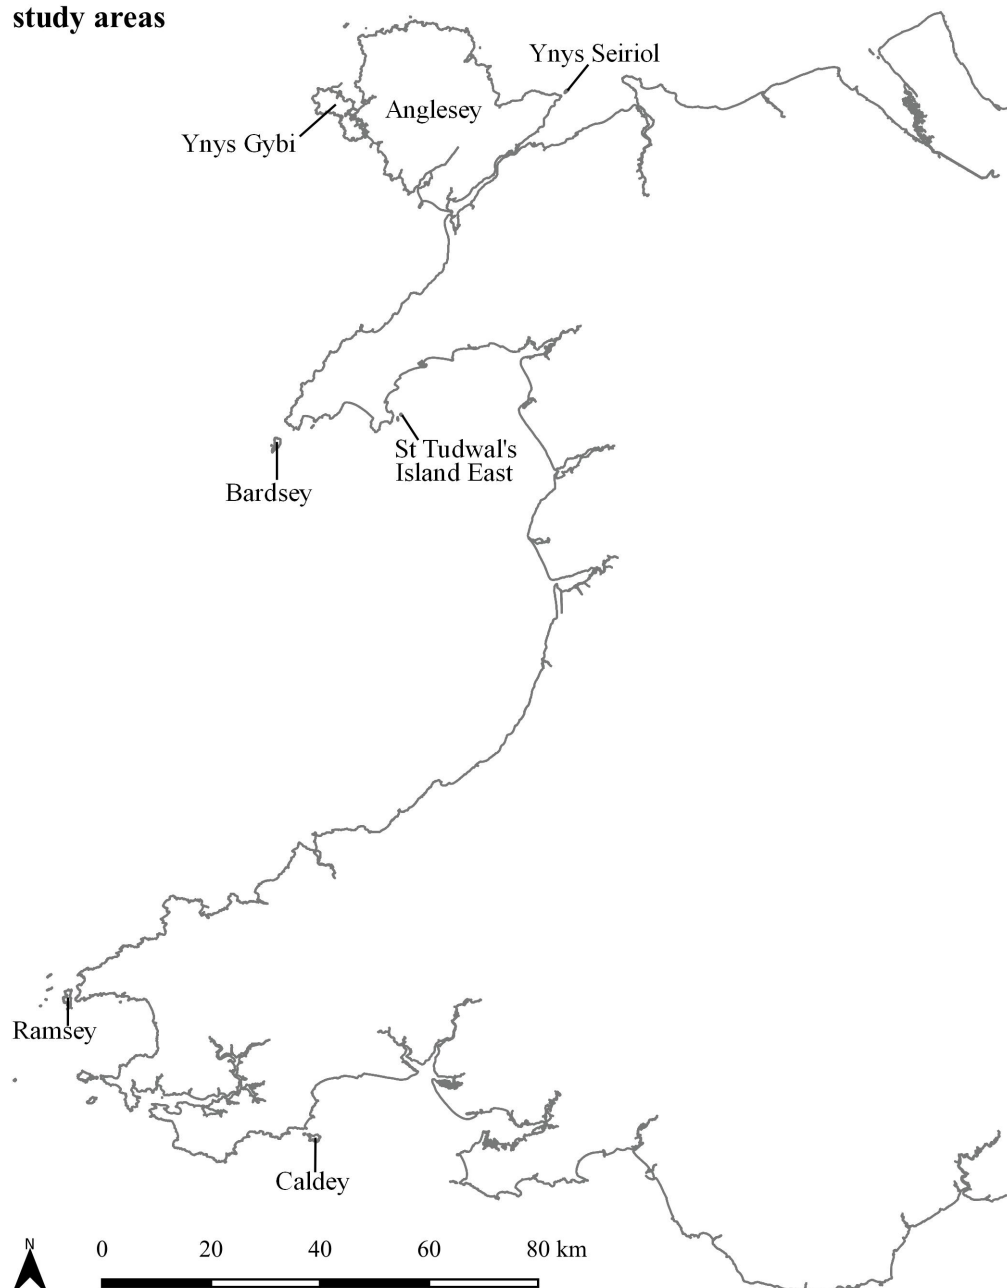 study areas
Ynys Seiriol
Anglesey
Ynys Gybi
St Tudwal's
Island East
Bardsey
Ramsey
Caldey
N
0 20 40 60 80 km